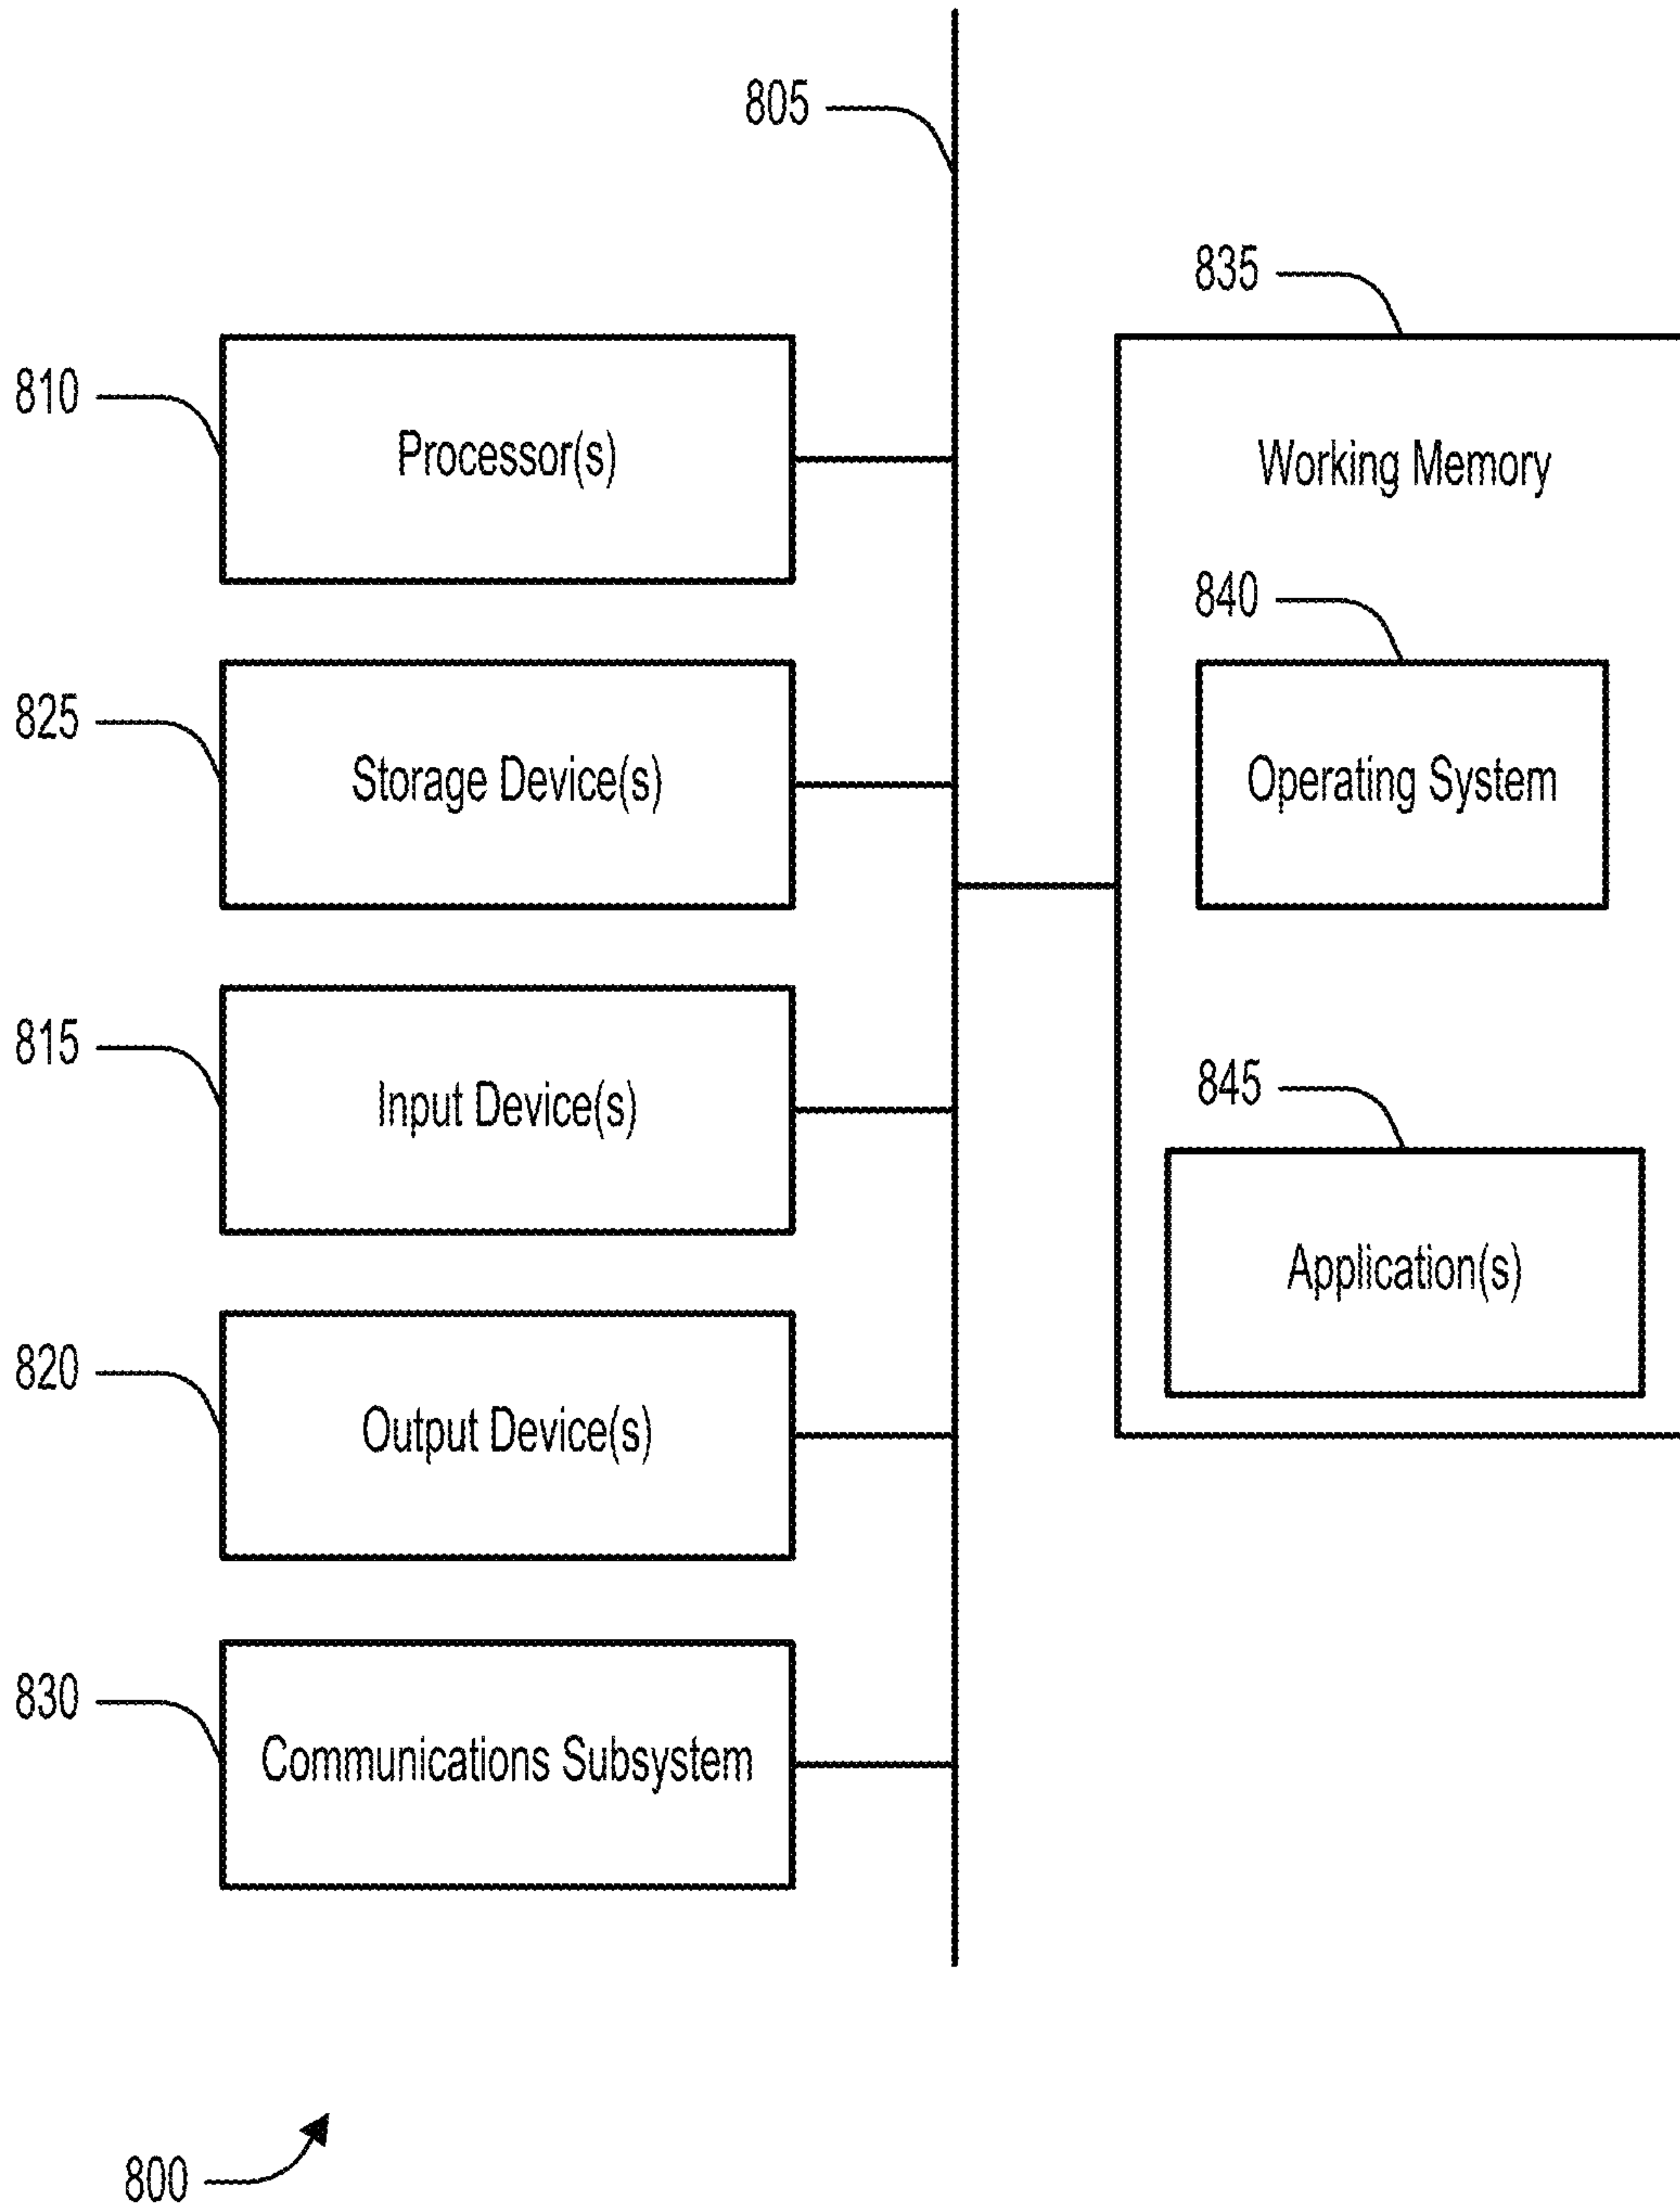 805
835
810
Processor(s)
Working Memory
840
825
Storage Device(s)
Operating System
815
Input Device(s)
845
Application(s)
820
Output Device(s)
830
Communications Subsystem
800